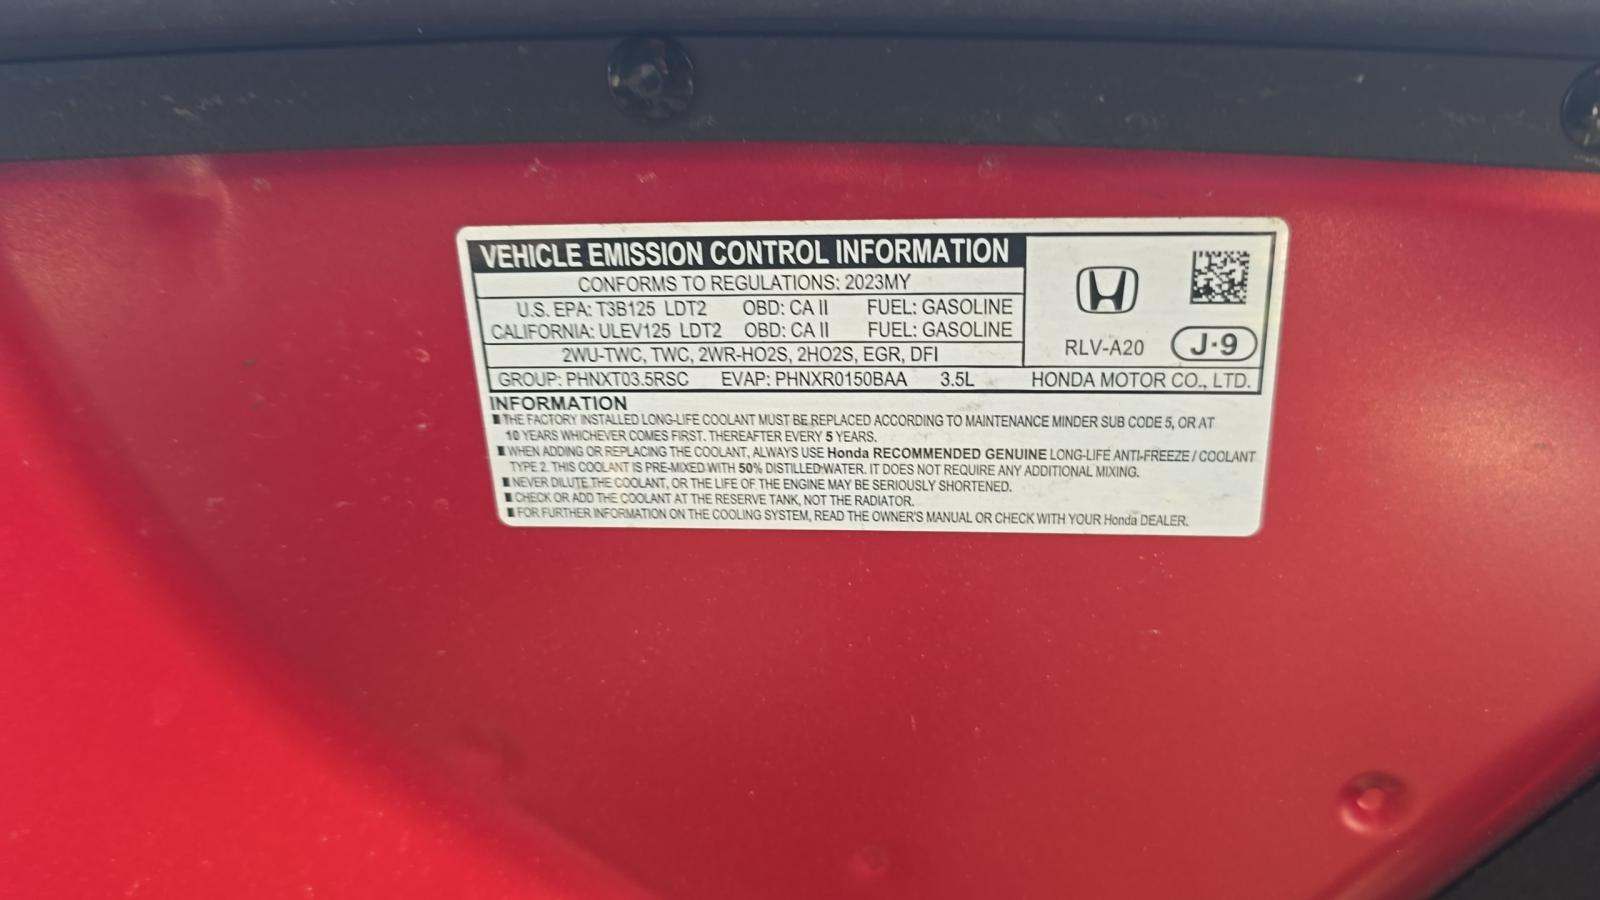 VEHICLE EMISSION CONTROL INFORMATION
CONFORMS TO REGULATIONS: 2023MY
U.S. EPA: T3B125 LDT2 OBD: CA II FUEL: GASOLINE
CALIFORNIA: ULEV125 LDT2 OBD: CA II FUEL: GASOLINE
2WU-TWC, TWC, 2WR-HO2S, 2HO2S, EGR, DFI
RLV-A20 J·9
GROUP: PHNXT03.5RSC EVAP: PHNXR0150BAA 3.5L HONDA MOTOR CO., LTD.
INFORMATION
THE FACTORY INSTALLED LONG-LIFE COOLANT MUST BE REPLACED ACCORDING TO MAINTENANCE MINDER SUB CODE 5, OR AT
10 YEARS WHICHEVER COMES FIRST. THEREAFTER EVERY 5 YEARS.
WHEN ADDING OR REPLACING THE COOLANT, ALWAYS USE Honda RECOMMENDED GENUINE LONG-LIFE ANTI-FREEZE / COOLANT
TYPE 2. THIS COOLANT IS PRE-MIXED WITH 50% DISTILLED WATER. IT DOES NOT REQUIRE ANY ADDITIONAL MIXING.
NEVER DILUTE THE COOLANT, OR THE LIFE OF THE ENGINE MAY BE SERIOUSLY SHORTENED.
CHECK OR ADD THE COOLANT AT THE RESERVE TANK, NOT THE RADIATOR.
FOR FURTHER INFORMATION ON THE COOLING SYSTEM, READ THE OWNER'S MANUAL OR CHECK WITH YOUR Honda DEALER.